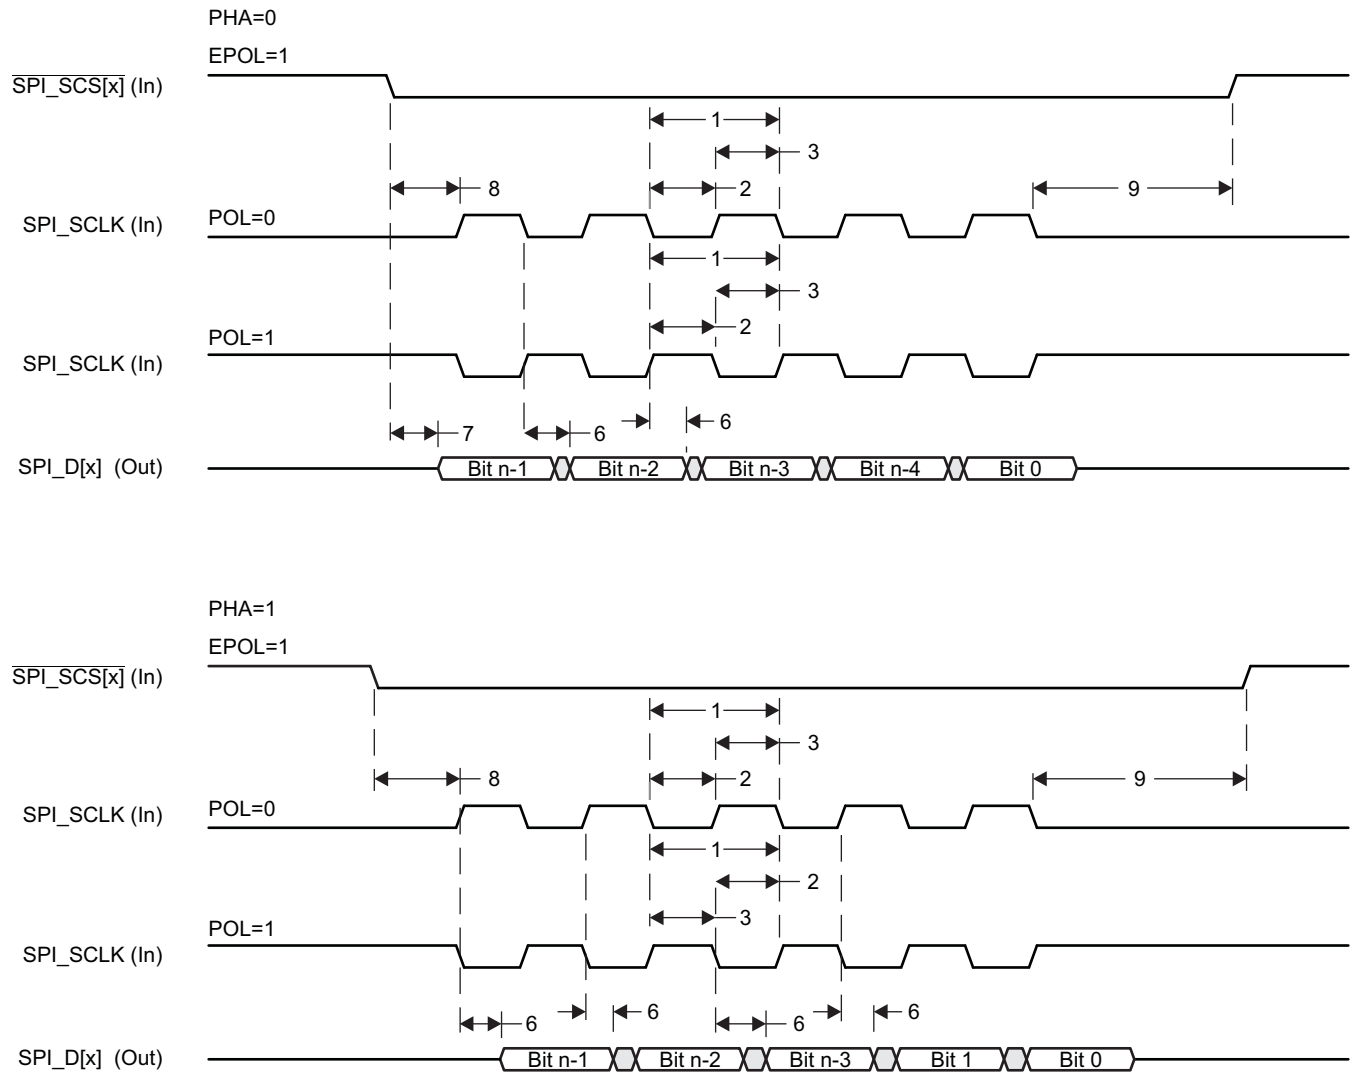 PHA=0
EPOL=1
SPI_SCS[x] (In)
1
3
8
2
9
SPI_SCLK (In)
POL=0
1
3
2
POL=1
SPI_SCLK (In)
7
6
6
SPI_D[x] (Out)
Bit n-1
Bit n-2
Bit n-3
Bit n-4
Bit 0
PHA=1
EPOL=1
SPI_SCS[x] (In)
1
3
8
2
9
SPI_SCLK (In)
POL=0
1
2
3
POL=1
SPI_SCLK (In)
6
6
6
6
SPI_D[x] (Out)
Bit n-1
Bit n-2
Bit n-3
Bit 1
Bit 0